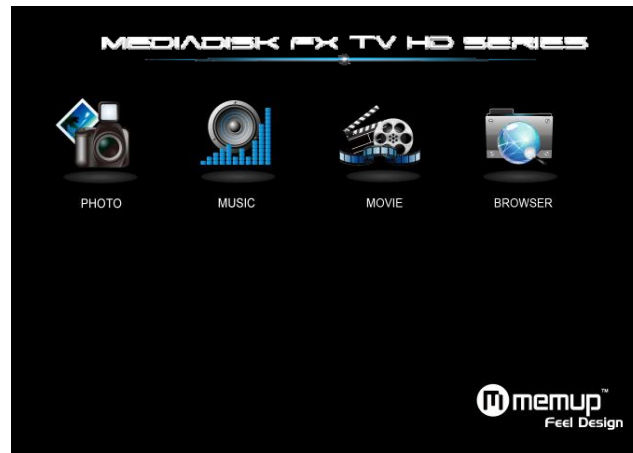 MEDIADISK FX TV HD SERIES
PHOTO MUSIC MOVIE BROWSER
memup™
Feel Design